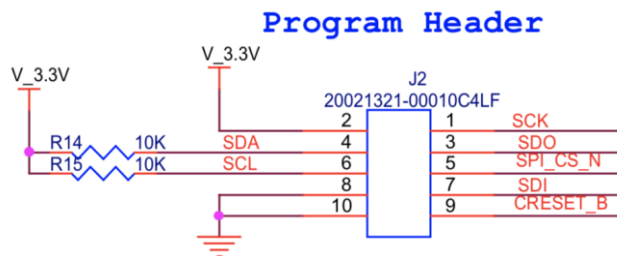 Program Header
V_3.3V
V_3.3V
J2
20021321-00010C4LF
2 1 SCK
R14 10K SDA 4 3 SDO
R15 10K SCL 6 5 SPI_CS_N
8 7 SDI
10 9 CRESET_B